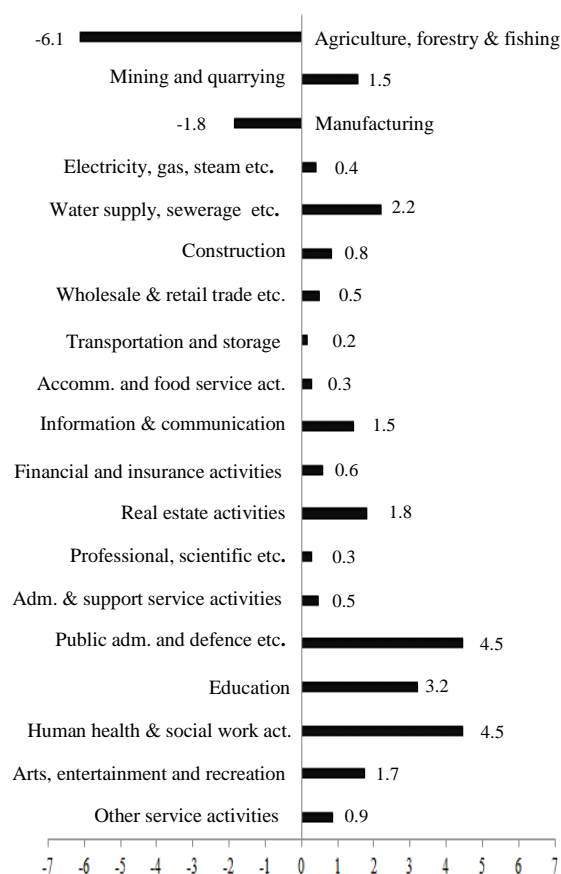 -6.1 Agriculture, forestry & fishing
Mining and quarrying 1.5
-1.8 Manufacturing
Electricity, gas, steam etc. 0.4
Water supply, sewerage etc. 2.2
Construction 0.8
Wholesale & retail trade etc. 0.5
Transportation and storage 0.2
Accomm. and food service act. 0.3
Information & communication 1.5
Financial and insurance activities 0.6
Real estate activities 1.8
Professional, scientific etc. 0.3
Adm. & support service activities 0.5
Public adm. and defence etc. 4.5
Education 3.2
Human health & social work act. 4.5
Arts, entertainment and recreation 1.7
Other service activities 0.9
-7 -6 -5 -4 -3 -2 -1 0 1 2 3 4 5 6 7